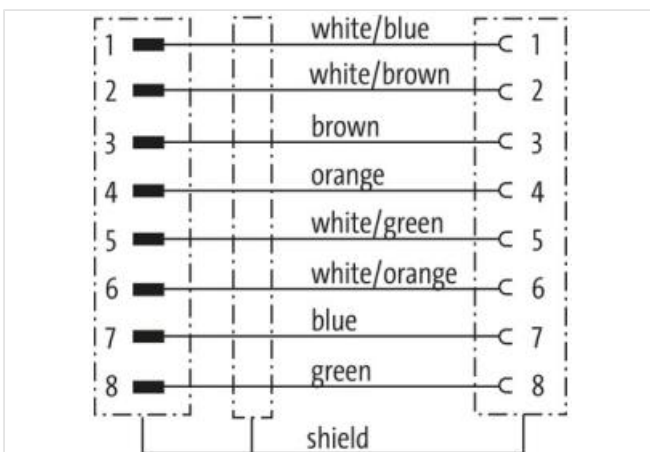 1 white/blue 1
2 white/brown 2
3 brown 3
4 orange 4
5 white/green 5
6 white/orange 6
7 blue 7
8 green 8
shield